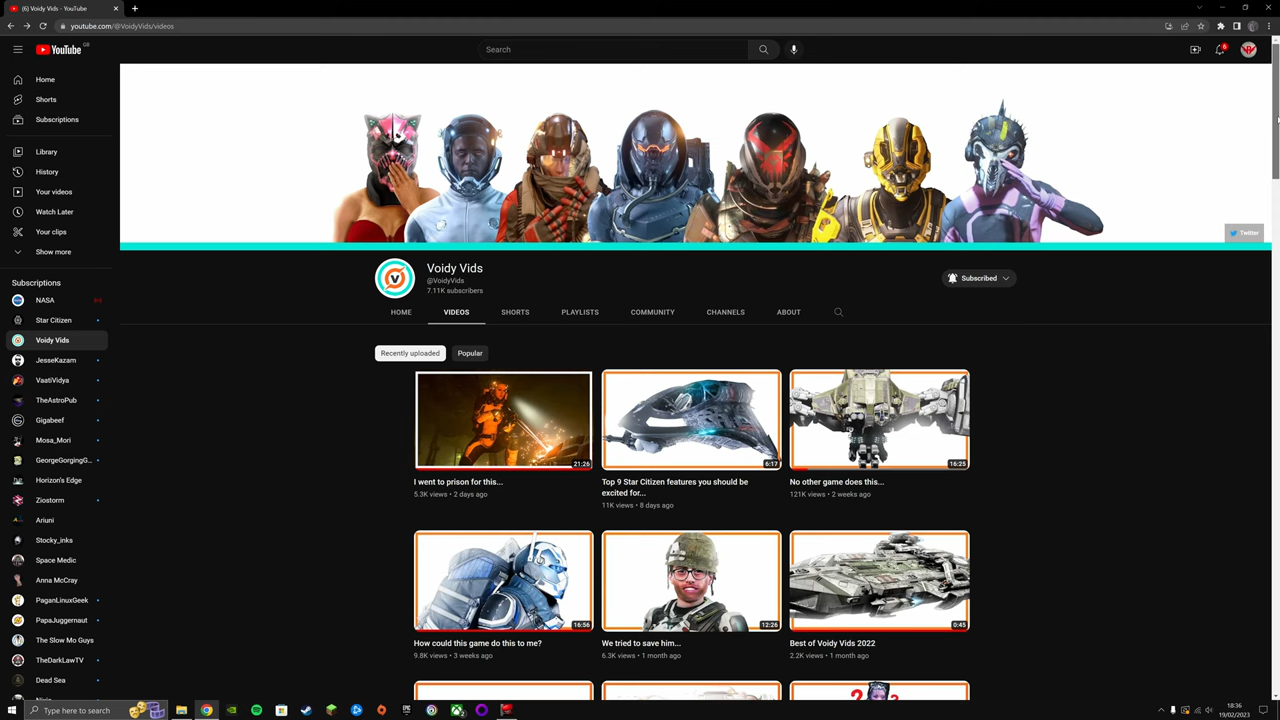 (6) Voidy Vids - YouTube
youtube.com/@VoidyVids/videos
YouTube GB
Search
6
Home
Shorts
Subscriptions
Library
History
Your videos
Watch Later
Your clips
Show more
Subscriptions
NASA
Star Citizen
Voidy Vids
JesseKazam
VaatiVidya
TheAstroPub
Gigabeef
Mosa_Mori
GeorgeGorgingG...
Horizon's Edge
Ziostorm
Ariuni
Stocky_inks
Space Medic
Anna McCray
PaganLinuxGeek
PapaJuggernaut
The Slow Mo Guys
TheDarkLawTV
Dead Sea
Twitter
V
Voidy Vids
@VoidyVids
7.11K subscribers
Subscribed
HOME VIDEOS SHORTS PLAYLISTS COMMUNITY CHANNELS ABOUT
Recently uploaded Popular
21:26
I went to prison for this...
5.3K views • 2 days ago
6:17
Top 9 Star Citizen features you should be
excited for...
11K views • 8 days ago
16:25
No other game does this...
121K views • 2 weeks ago
16:56
How could this game do this to me?
9.8K views • 3 weeks ago
12:26
We tried to save him...
6.3K views • 1 month ago
0:45
Best of Voidy Vids 2022
2.2K views • 1 month ago
Type here to search
EPIC
18:36
19/02/2023